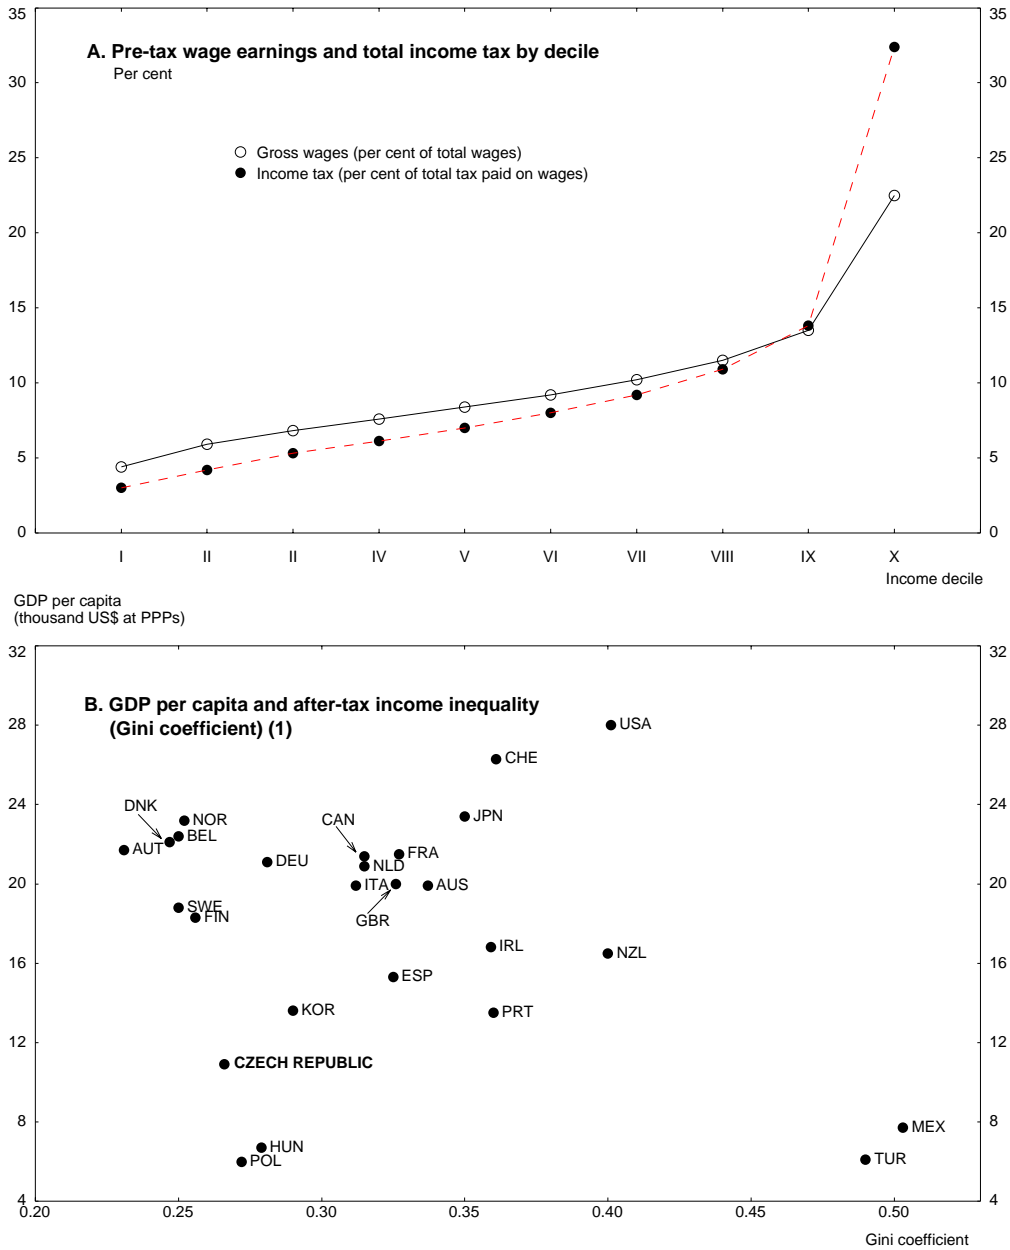 35 35
A. Pre-tax wage earnings and total income tax by decile
Per cent
30 30
Gross wages (per cent of total wages)
25 25
Income tax (per cent of total tax paid on wages)
20 20
15 15
10 10
5 5
0 0
I II II IV V VI VII VIII IX X
Income decile
GDP per capita
(thousand US$ at PPPs)
32 32
B. GDP per capita and after-tax income inequality
(Gini coefficient) (1)
USA
28 28
CHE
24 24
DNK
NOR
CAN
JPN
BEL
AUT
DEU
FRA
NLD
20 20
ITA
AUS
GBR
SWE
FIN
IRL
NZL
16 16
ESP
KOR
PRT
12 12
CZECH REPUBLIC
8 8
MEX
HUN
POL
TUR
4 4
0.20 0.25 0.30 0.35 0.40 0.45 0.50
Gini coefficient